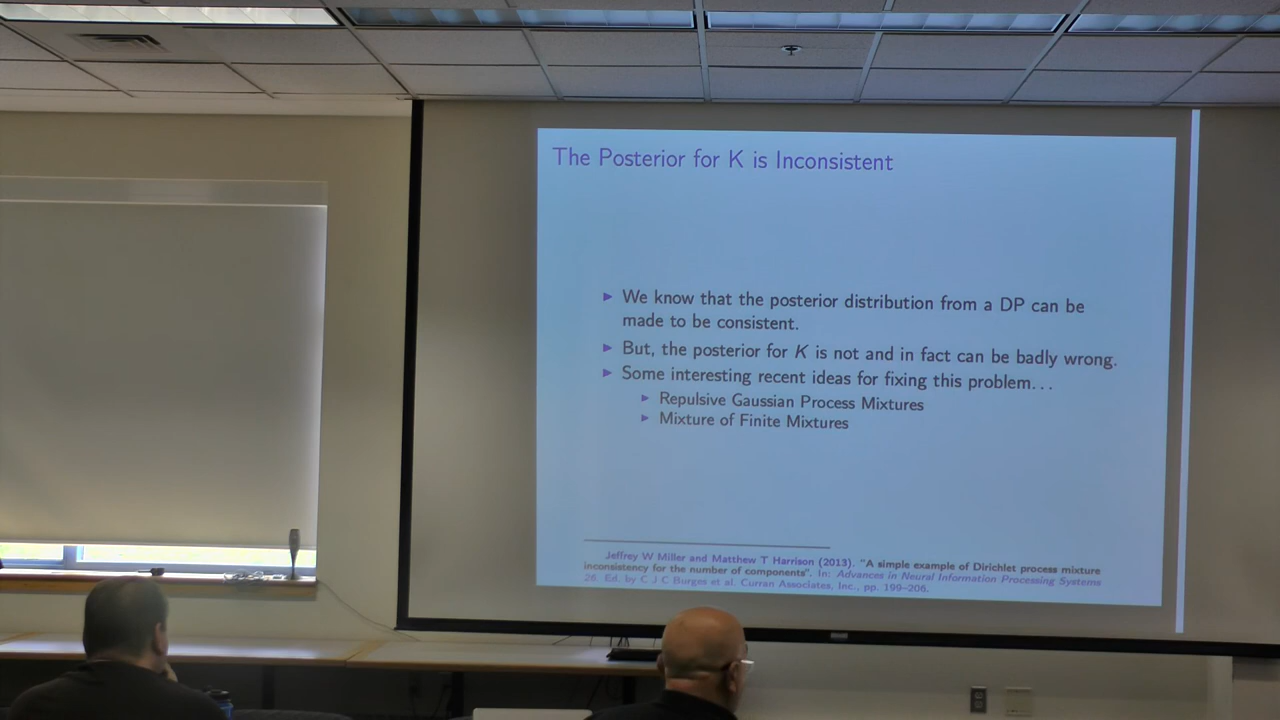 The Posterior for K is Inconsistent
► We know that the posterior distribution from a DP can be
made to be consistent.
► But, the posterior for K is not and in fact can be badly wrong.
► Some interesting recent ideas for fixing this problem...
► Repulsive Gaussian Process Mixtures
► Mixture of Finite Mixtures
Jeffrey W Miller and Matthew T Harrison (2013). "A simple example of Dirichlet process mixture
inconsistency for the number of components". In: Advances in Neural Information Processing Systems
26. Ed. by C J C Burges et al. Curran Associates, Inc., pp. 199–206.